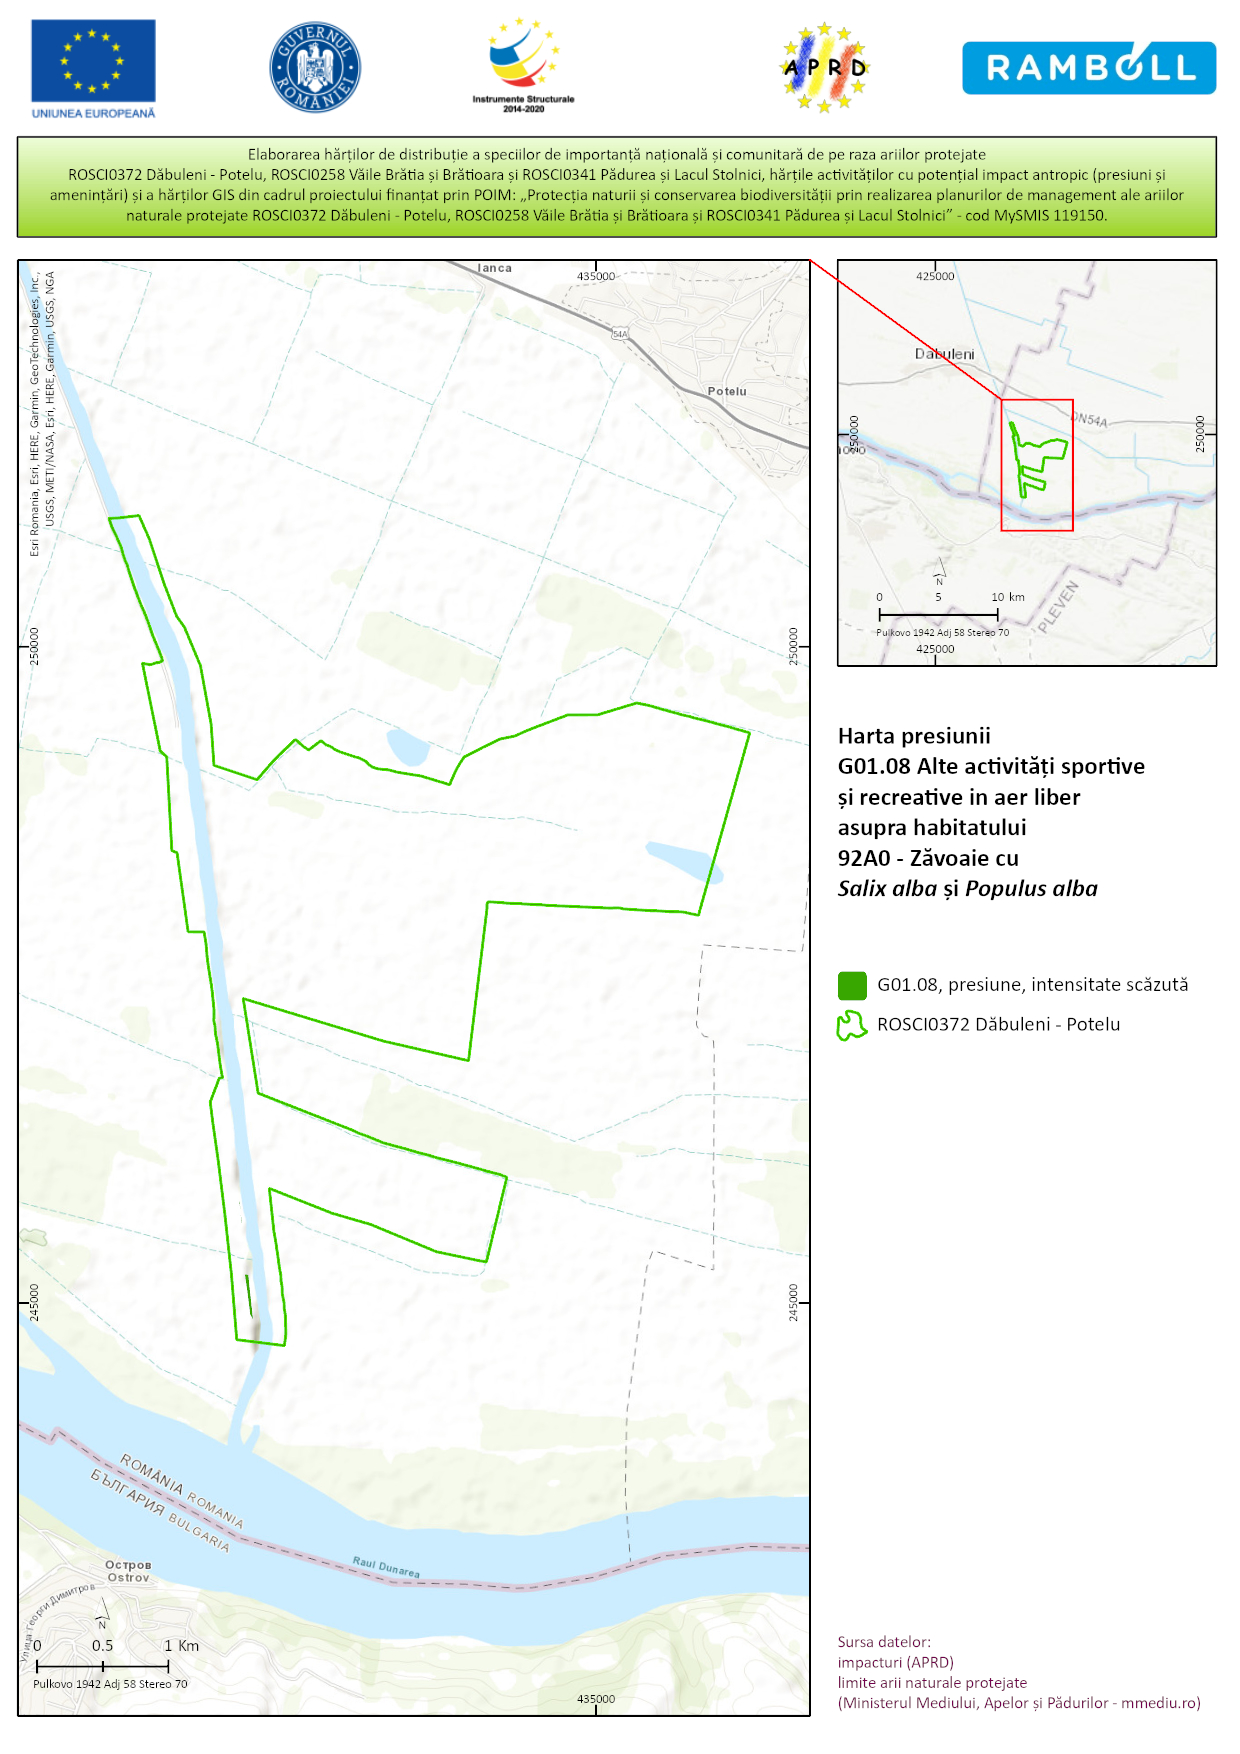 UNIUNEA EUROPEANĂ
GUVERNUL ROMÂNIEI
Instrumente Structurale
2014-2020
APRD
RAMBOLL
Elaborarea hărților de distribuție a speciilor de importanță națională și comunitară de pe raza ariilor protejate
ROSCI0372 Dăbuleni - Potelu, ROSCI0258 Văile Brătia și Brătioara și ROSCI0341 Pădurea și Lacul Stolnici, hărțile activităților cu potențial impact antropic (presiuni și
amenințări) și a hărților GIS din cadrul proiectului finanțat prin POIM: „Protecția naturii și conservarea biodiversității prin realizarea planurilor de management ale ariilor
naturale protejate ROSCI0372 Dăbuleni - Potelu, ROSCI0258 Văile Brătia și Brătioara și ROSCI0341 Pădurea și Lacul Stolnici” - cod MySMIS 119150.
Esri Romania, Esri, HERE, Garmin, GeoTechnologies, Inc.,
USGS, METI/NASA, Esri, HERE, Garmin, USGS, NGA
Ianca
435000
54A
Potelu
250000
250000
245000
245000
ROMÂNIA ROMANIA
БЪЛГАРИЯ BULGARIA
Raul Dunarea
Остров
Ostrov
Улица Георги Димитров
N
0 0.5 1 Km
Pulkovo 1942 Adj 58 Stereo 70
435000
425000
Dabuleni
DN54A
250000
250000
PLEVEN
N
0 5 10 km
Pulkovo 1942 Adj 58 Stereo 70
425000
Harta presiunii
G01.08 Alte activități sportive
și recreative in aer liber
asupra habitatului
92A0 - Zăvoaie cu
Salix alba și Populus alba
G01.08, presiune, intensitate scăzută
ROSCI0372 Dăbuleni - Potelu
Sursa datelor:
impacturi (APRD)
limite arii naturale protejate
(Ministerul Mediului, Apelor și Pădurilor - mmediu.ro)